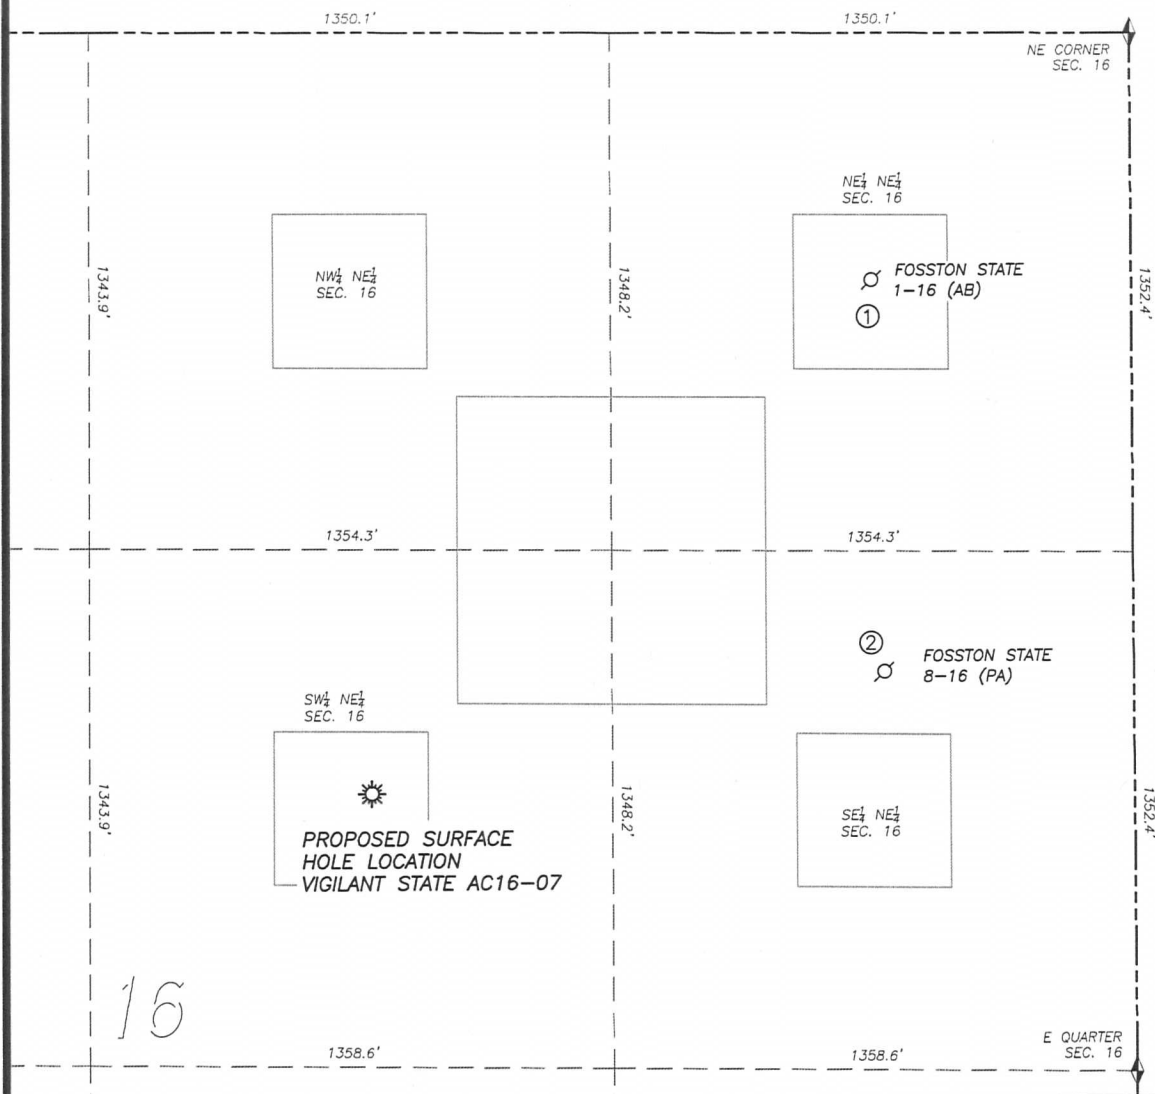 1350.1' 1350.1'
NE CORNER
SEC. 16
NE¼ NE¼
SEC. 16
NW¼ NE¼
SEC. 16
FOSSTON STATE
1-16 (AB)
1
1343.9'
1348.2'
1352.4'
1354.3' 1354.3'
2
FOSSTON STATE
8-16 (PA)
SW¼ NE¼
SEC. 16
1343.9'
1348.2'
1352.4'
SE¼ NE¼
SEC. 16
PROPOSED SURFACE
HOLE LOCATION
VIGILANT STATE AC16-07
16
E QUARTER
SEC. 16
1358.6' 1358.6'